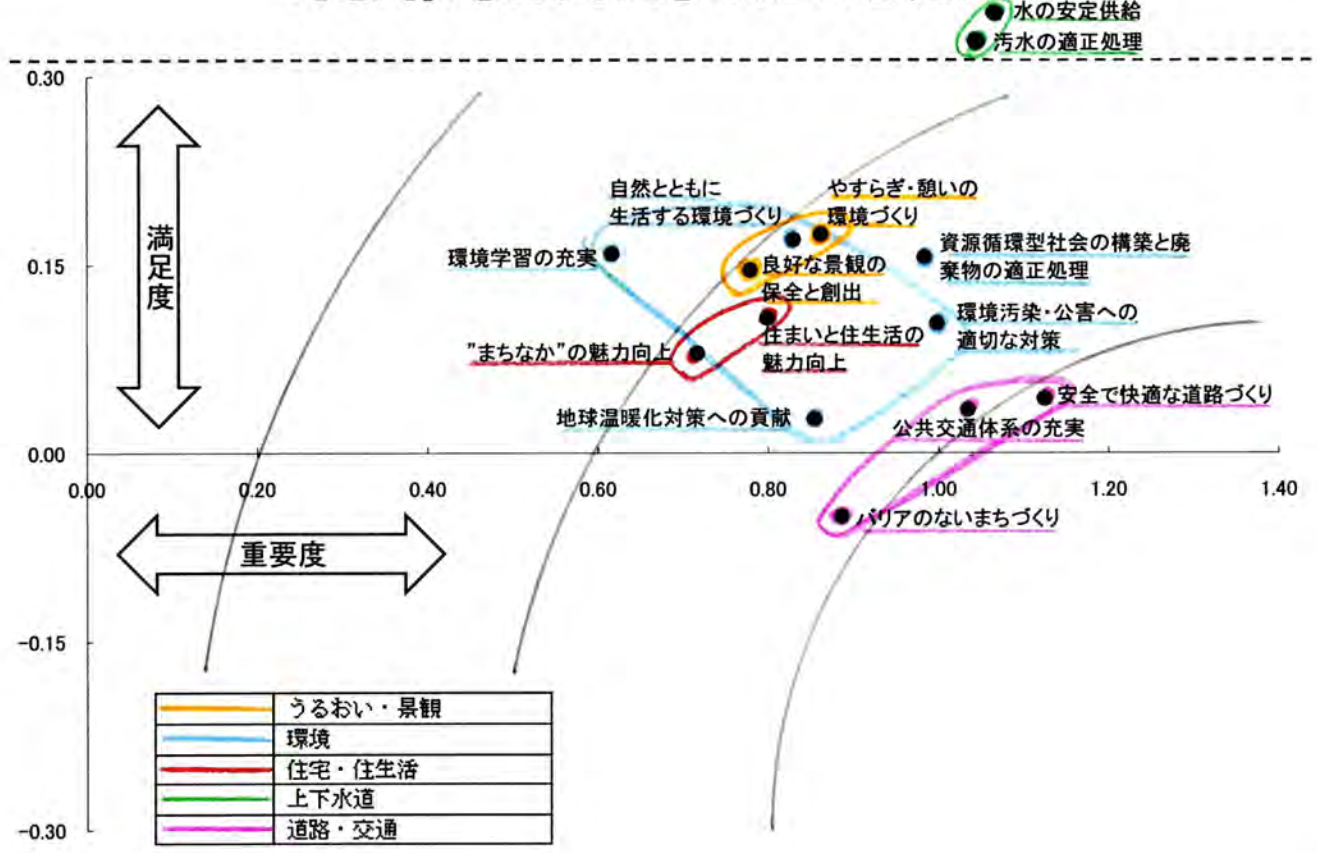 水の安定供給
汚水の適正処理
0.30
自然とともに
生活する環境づくり
やすらぎ・憩いの
環境づくり
満足度
環境学習の充実
資源循環型社会の構築と廃
棄物の適正処理
0.15
良好な景観の
保全と創出
環境汚染・公害への
適切な対策
住まいと住生活の
魅力向上
"まちなか"の魅力向上
安全で快適な道路づくり
地球温暖化対策への貢献
公共交通体系の充実
0.00
0.00
0.20
0.40
0.60
0.80
1.00
1.20
1.40
バリアのないまちづくり
重要度
-0.15
うるおい・景観
環境
住宅・住生活
上下水道
道路・交通
-0.30